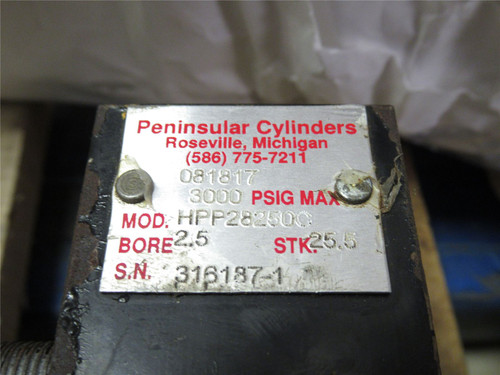 Peninsular Cylinders
Roseville, Michigan
(586) 775-7211
081817
3000 PSIG MAX
MOD. HPP28250C
BORE 2.5 STK. 25.5
S.N. 316187-1